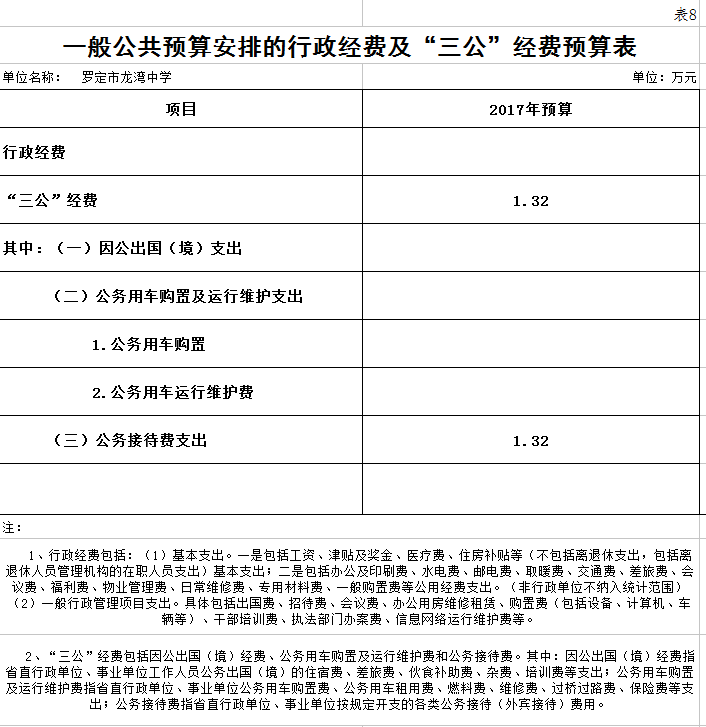 表8
一般公共预算安排的行政经费及“三公”经费预算表
单位名称： 罗定市龙湾中学 单位：万元
项目 2017年预算
行政经费
“三公”经费 1.32
其中：（一）因公出国（境）支出
（二）公务用车购置及运行维护支出
1.公务用车购置
2.公务用车运行维护费
（三）公务接待费支出 1.32
注：
1、行政经费包括：（1）基本支出。一是包括工资、津贴及奖金、医疗费、住房补贴等（不包括离退休支出，包括离
退休人员管理机构的在职人员支出）基本支出；二是包括办公及印刷费、水电费、邮电费、取暖费、交通费、差旅费、会
议费、福利费、物业管理费、日常维修费、专用材料费、一般购置费等公用经费支出。（非行政单位不纳入统计范围）
（2）一般行政管理项目支出。具体包括出国费、招待费、会议费、办公用房维修租赁、购置费（包括设备、计算机、车
辆等）、干部培训费、执法部门办案费、信息网络运行维护费等。
2、“三公”经费包括因公出国（境）经费、公务用车购置及运行维护费和公务接待费。其中：因公出国（境）经费指
省直行政单位、事业单位工作人员公务出国（境）的住宿费、差旅费、伙食补助费、杂费、培训费等支出；公务用车购置
及运行维护费指省直行政单位、事业单位公务用车购置费、公务用车租用费、燃料费、维修费、过桥过路费、保险费等支
出；公务接待费指省直行政单位、事业单位按规定开支的各类公务接待（外宾接待）费用。